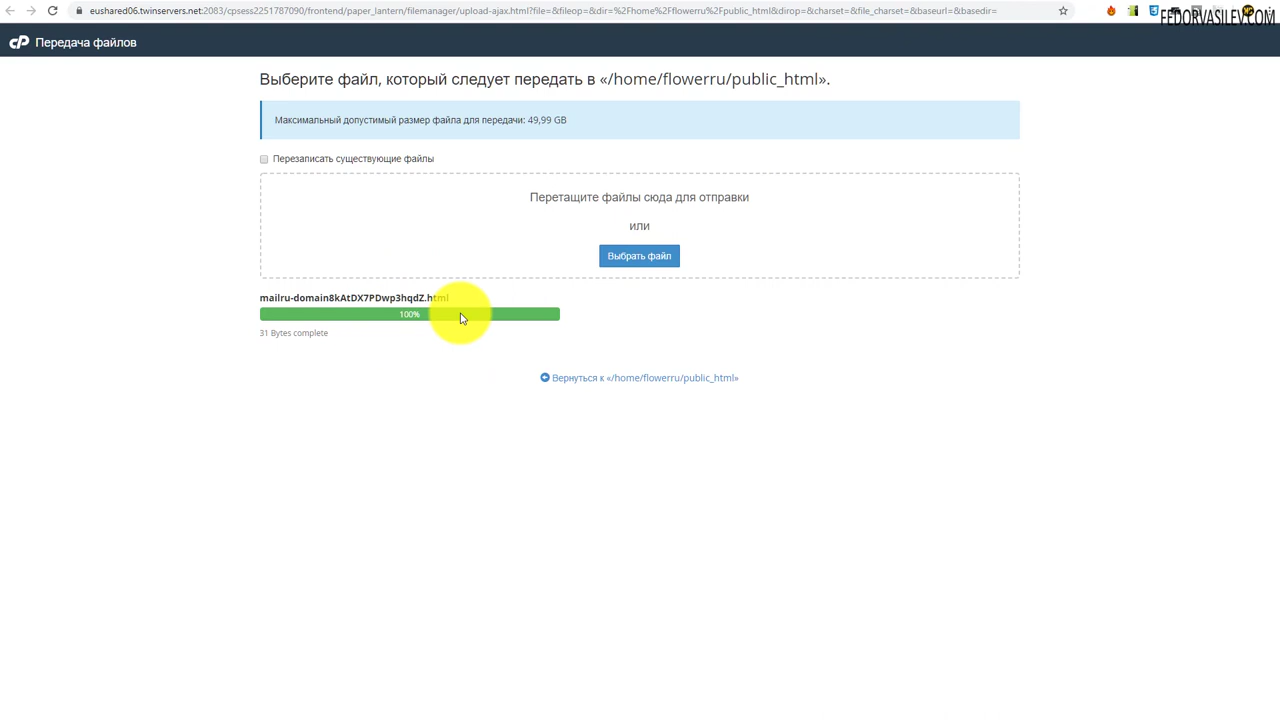 eushared06.twinservers.net:2083/cpsess2251787090/frontend/paper_lantern/filemanager/upload-ajax.html?file=&fileop=&dir=%2Fhome%2Fflowerru%2Fpublic_html&dirop=&charset=&file_charset=&baseurl=&basedir=
FEDORVASILEV.COM
cP Передача файлов
Выберите файл, который следует передать в «/home/flowerru/public_html».
Максимальный допустимый размер файла для передачи: 49,99 GB
Перезаписать существующие файлы
Перетащите файлы сюда для отправки
или
Выбрать файл
mailru-domain8kAtDX7PDwp3hqdZ.html
100%
31 Bytes complete
Вернуться к «/home/flowerru/public_html»